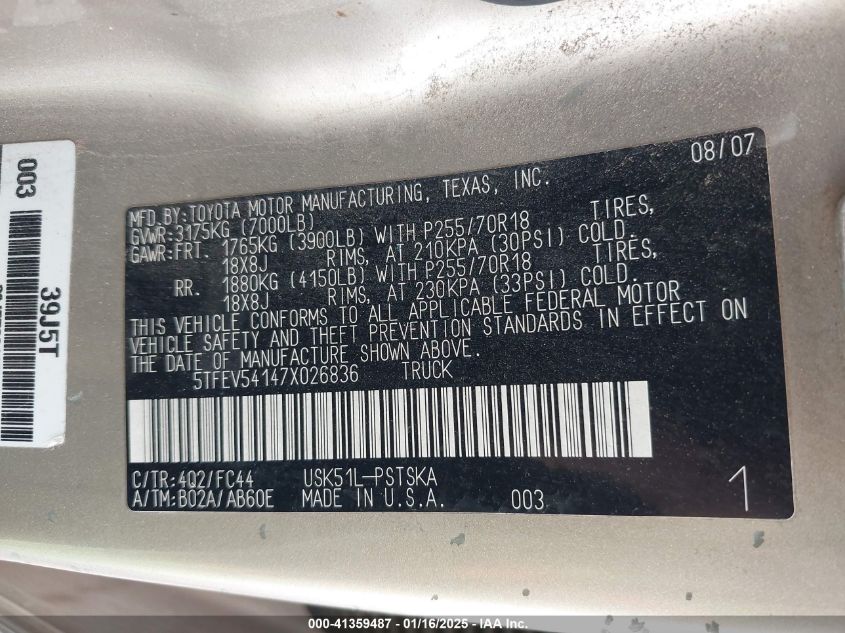 08/07
MFD.BY:TOYOTA MOTOR MANUFACTURING, TEXAS, INC.
GVWR:3175KG (7000LB)
GAWR:FRT. 1765KG (3900LB) WITH P255/70R18 TIRES,
18X8J RIMS, AT 210KPA (30PSI) COLD.
RR. 1880KG (4150LB) WITH P255/70R18 TIRES,
18X8J RIMS, AT 230KPA (33PSI) COLD.
THIS VEHICLE CONFORMS TO ALL APPLICABLE FEDERAL MOTOR
VEHICLE SAFETY AND THEFT PREVENTION STANDARDS IN EFFECT ON
THE DATE OF MANUFACTURE SHOWN ABOVE.
5TFEV54147X026836 TRUCK
C/TR:4Q2/FC44 USK51L-PSTSKA
A/TM:B02A/AB60E MADE IN U.S.A. 003 1
003
39J5T
000-41359487 - 01/16/2025 - IAA Inc.